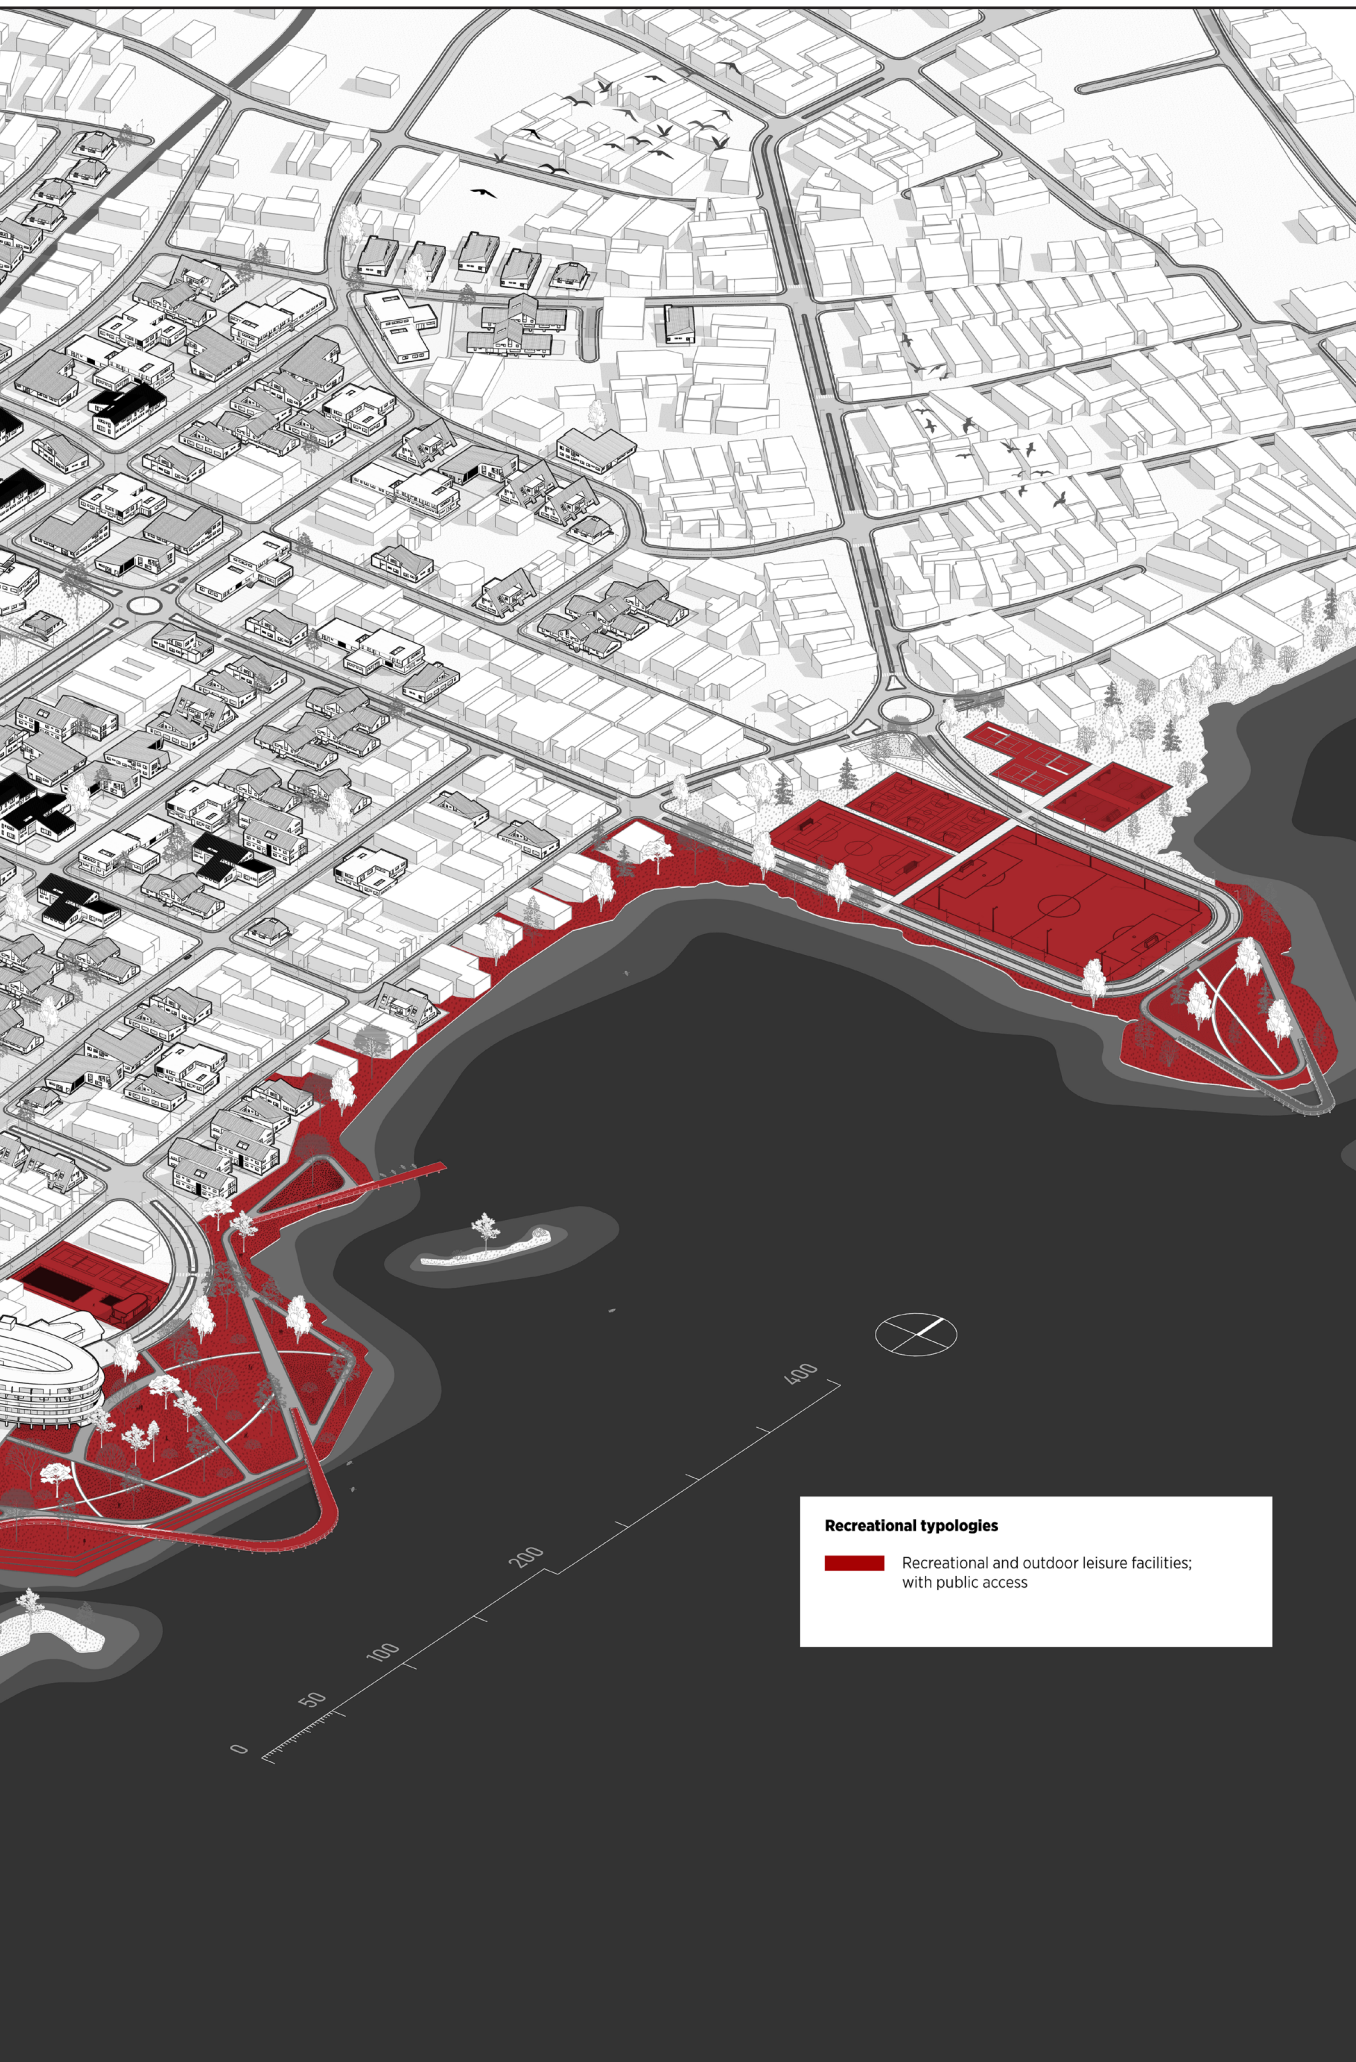 400
200
100
50
0
Recreational typologies
Recreational and outdoor leisure facilities;
with public access